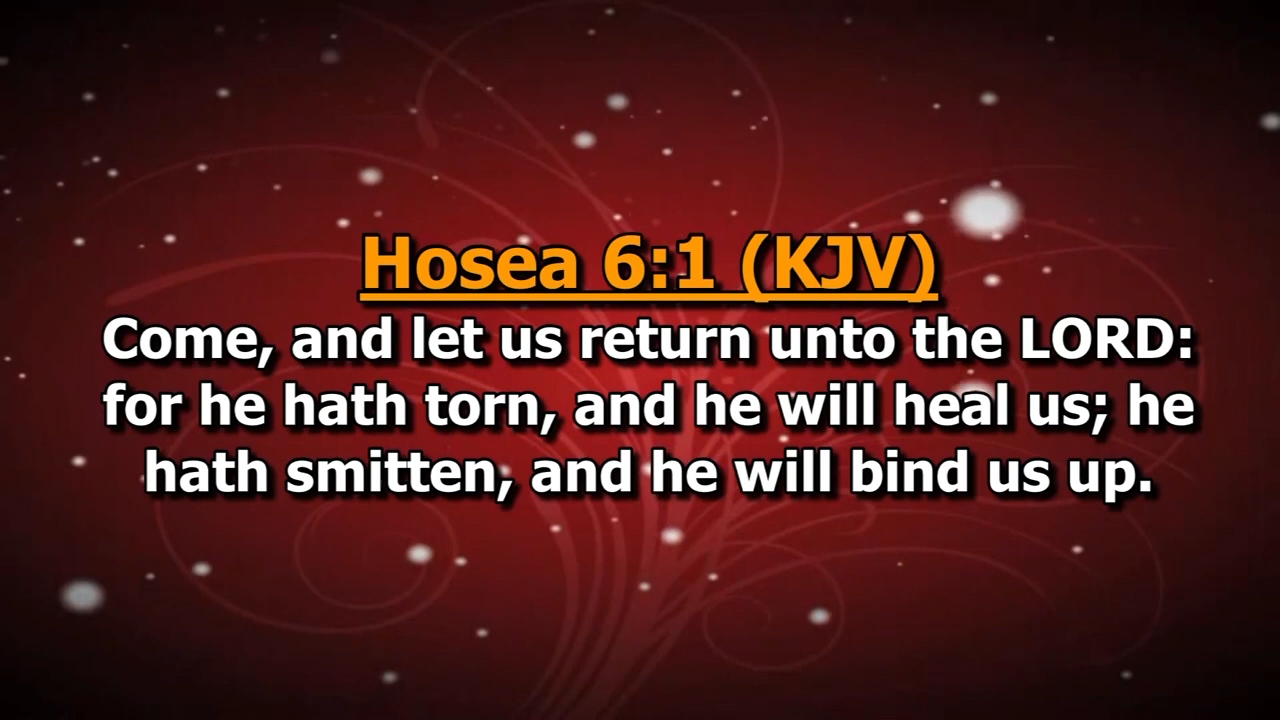 Hosea 6:1 (KJV)
Come, and let us return unto the LORD:
for he hath torn, and he will heal us; he
hath smitten, and he will bind us up.